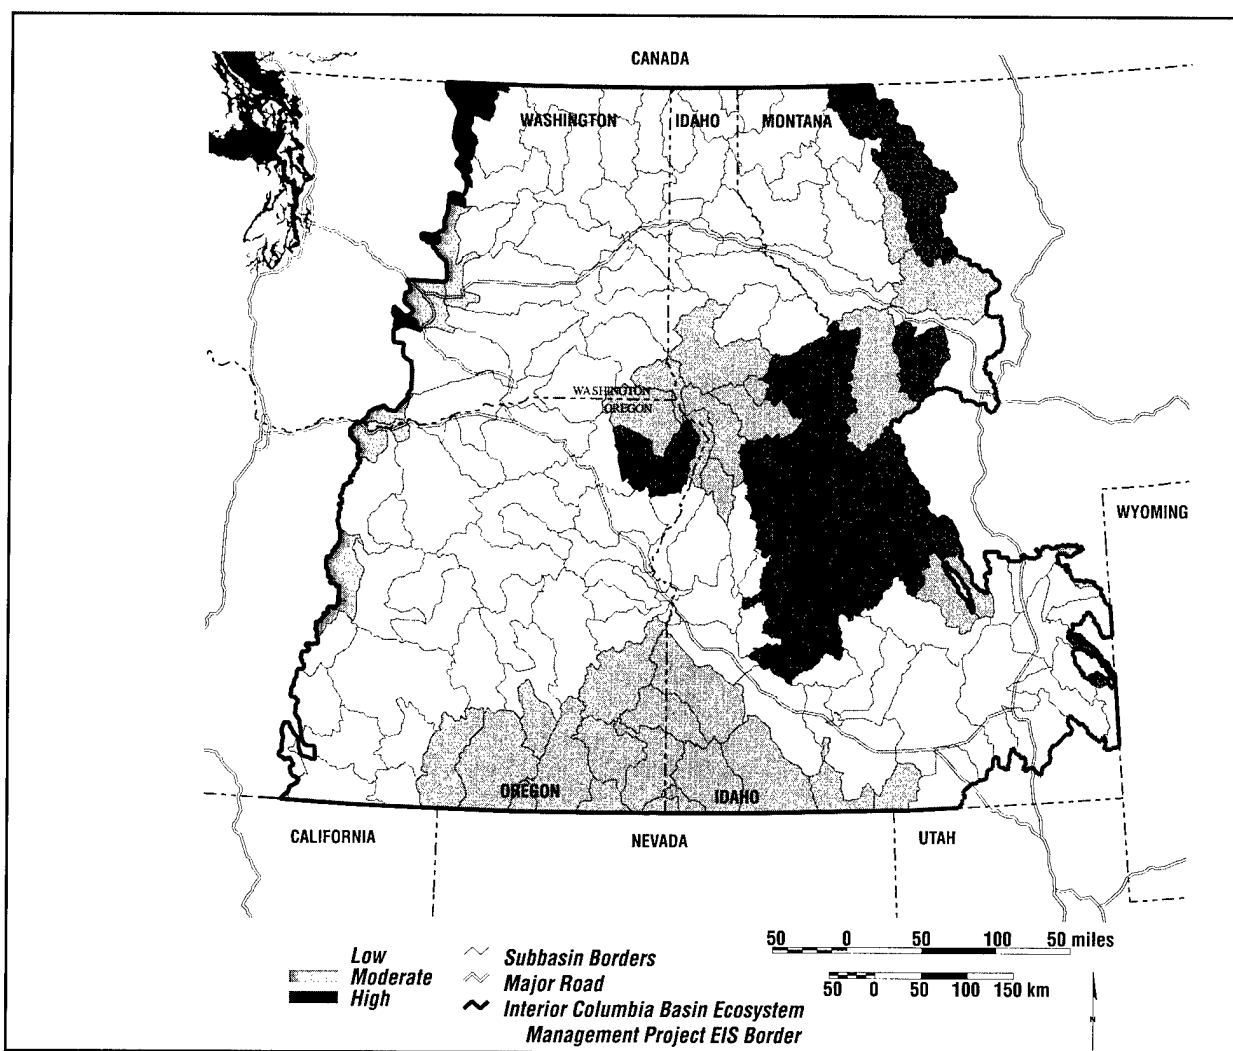 CANADA
WASHINGTON IDAHO MONTANA
WASHINGTON
OREGON
WYOMING
OREGON IDAHO
CALIFORNIA NEVADA UTAH
Low
Moderate
High
Subbasin Borders
Major Road
Interior Columbia Basin Ecosystem
Management Project EIS Border
50 0 50 100 50 miles
50 0 50 100 150 km
N